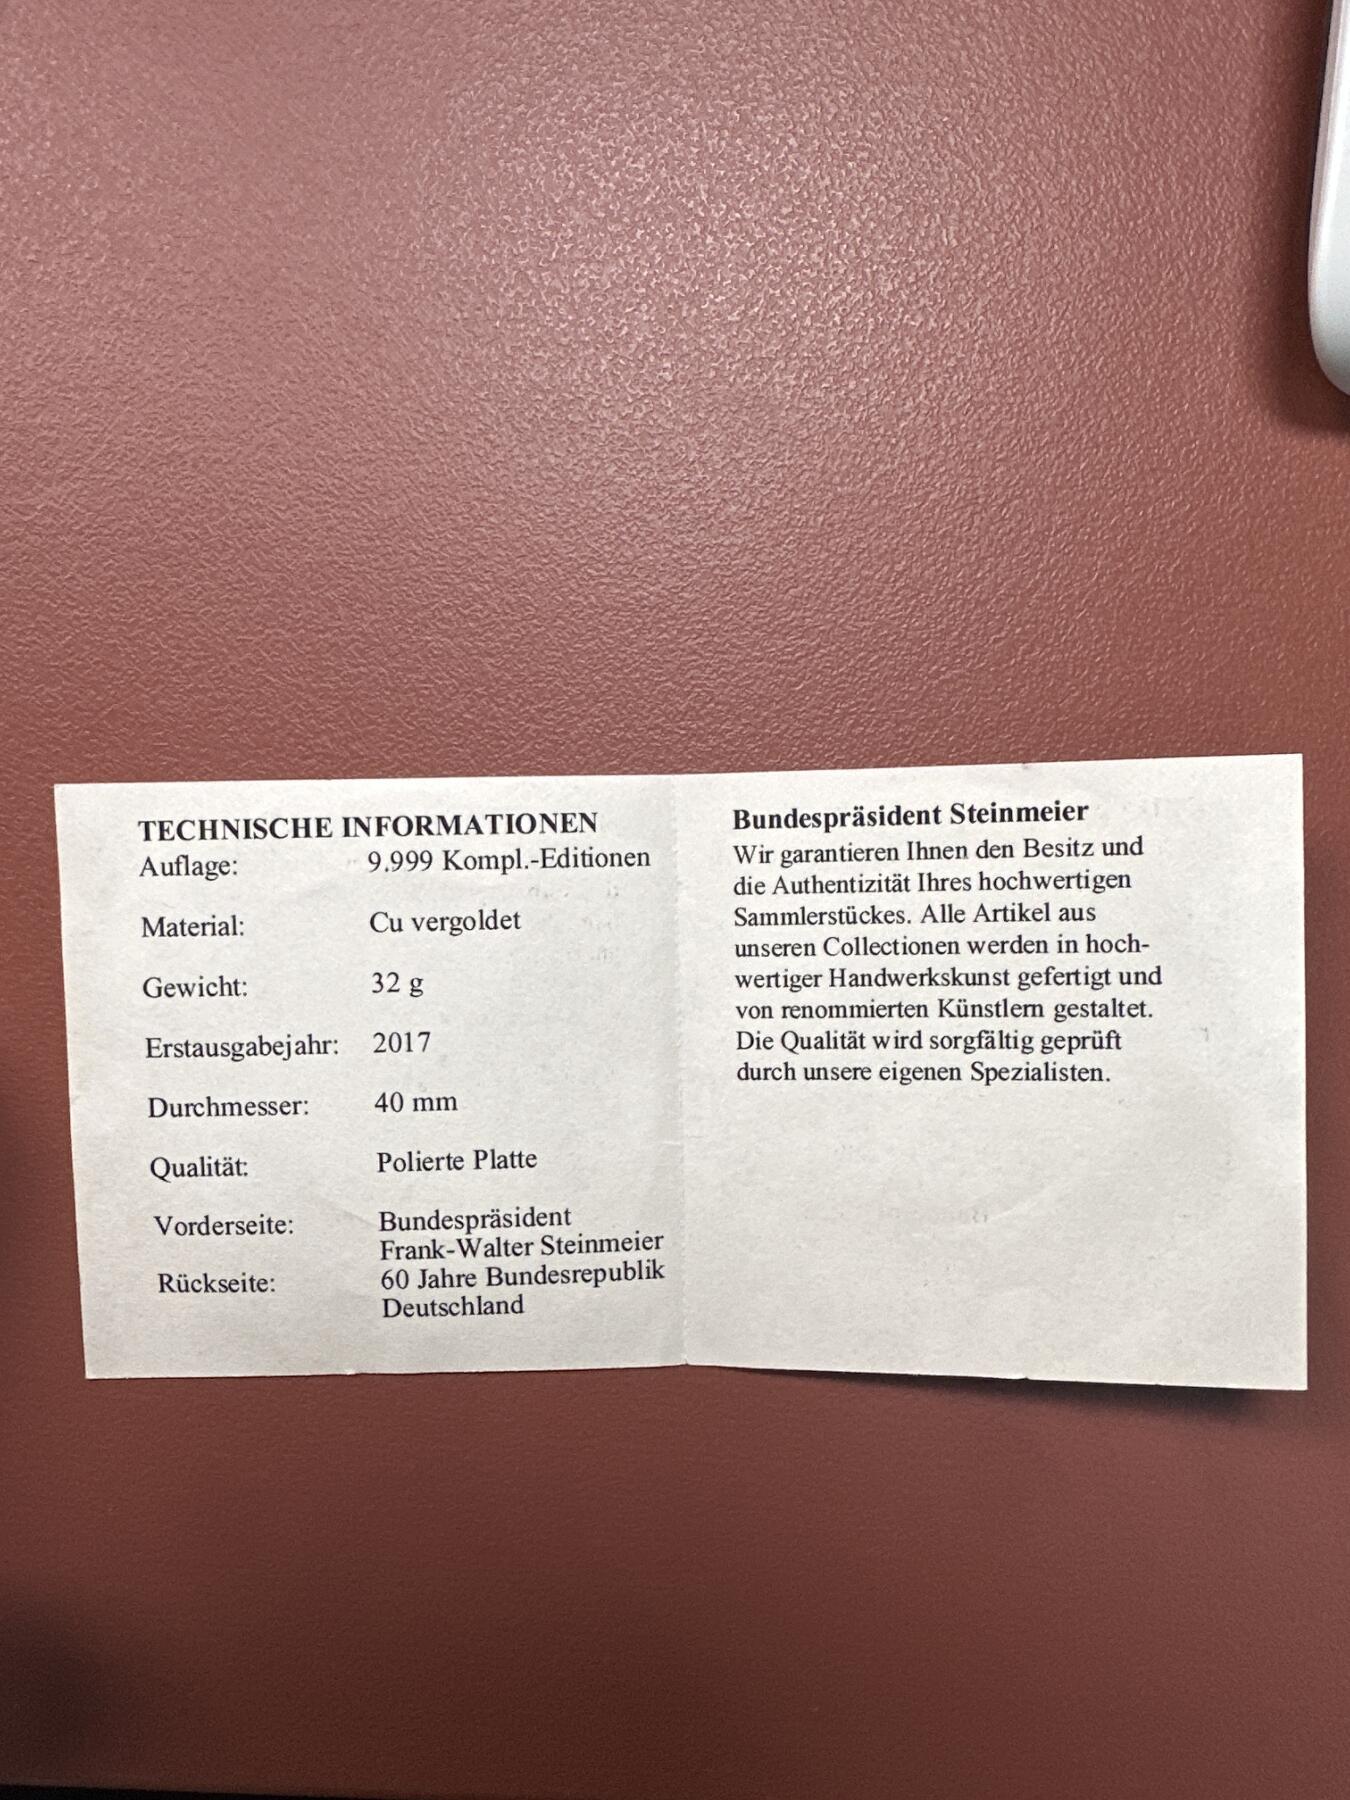 TECHNISCHE INFORMATIONEN
Auflage: 9.999 Kompl.-Editionen
Material: Cu vergoldet
Gewicht: 32 g
Erstausgabejahr: 2017
Durchmesser: 40 mm
Qualität: Polierte Platte
Vorderseite: Bundespräsident
Frank-Walter Steinmeier
Rückseite: 60 Jahre Bundesrepublik
Deutschland
Bundespräsident Steinmeier
Wir garantieren Ihnen den Besitz und
die Authentizität Ihres hochwertigen
Sammlerstückes. Alle Artikel aus
unseren Collectionen werden in hoch-
wertiger Handwerkskunst gefertigt und
von renommierten Künstlern gestaltet.
Die Qualität wird sorgfältig geprüft
durch unsere eigenen Spezialisten.